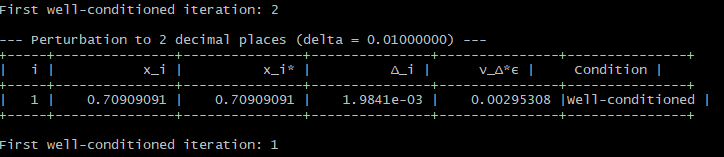 First well-conditioned iteration: 2
--- Perturbation to 2 decimal places (delta = 0.01000000) ---
+-----+---------------+---------------+---------------+------------+---------------+
|   i |           x_i |          x_i* |           Δ_i |      ν_Δ*ϵ |     Condition |
+-----+---------------+---------------+---------------+------------+---------------+
|   1 |    0.70909091 |    0.70909091 |    1.9841e-03 | 0.00295308 |Well-conditioned |
+-----+---------------+---------------+---------------+------------+---------------+
First well-conditioned iteration: 1